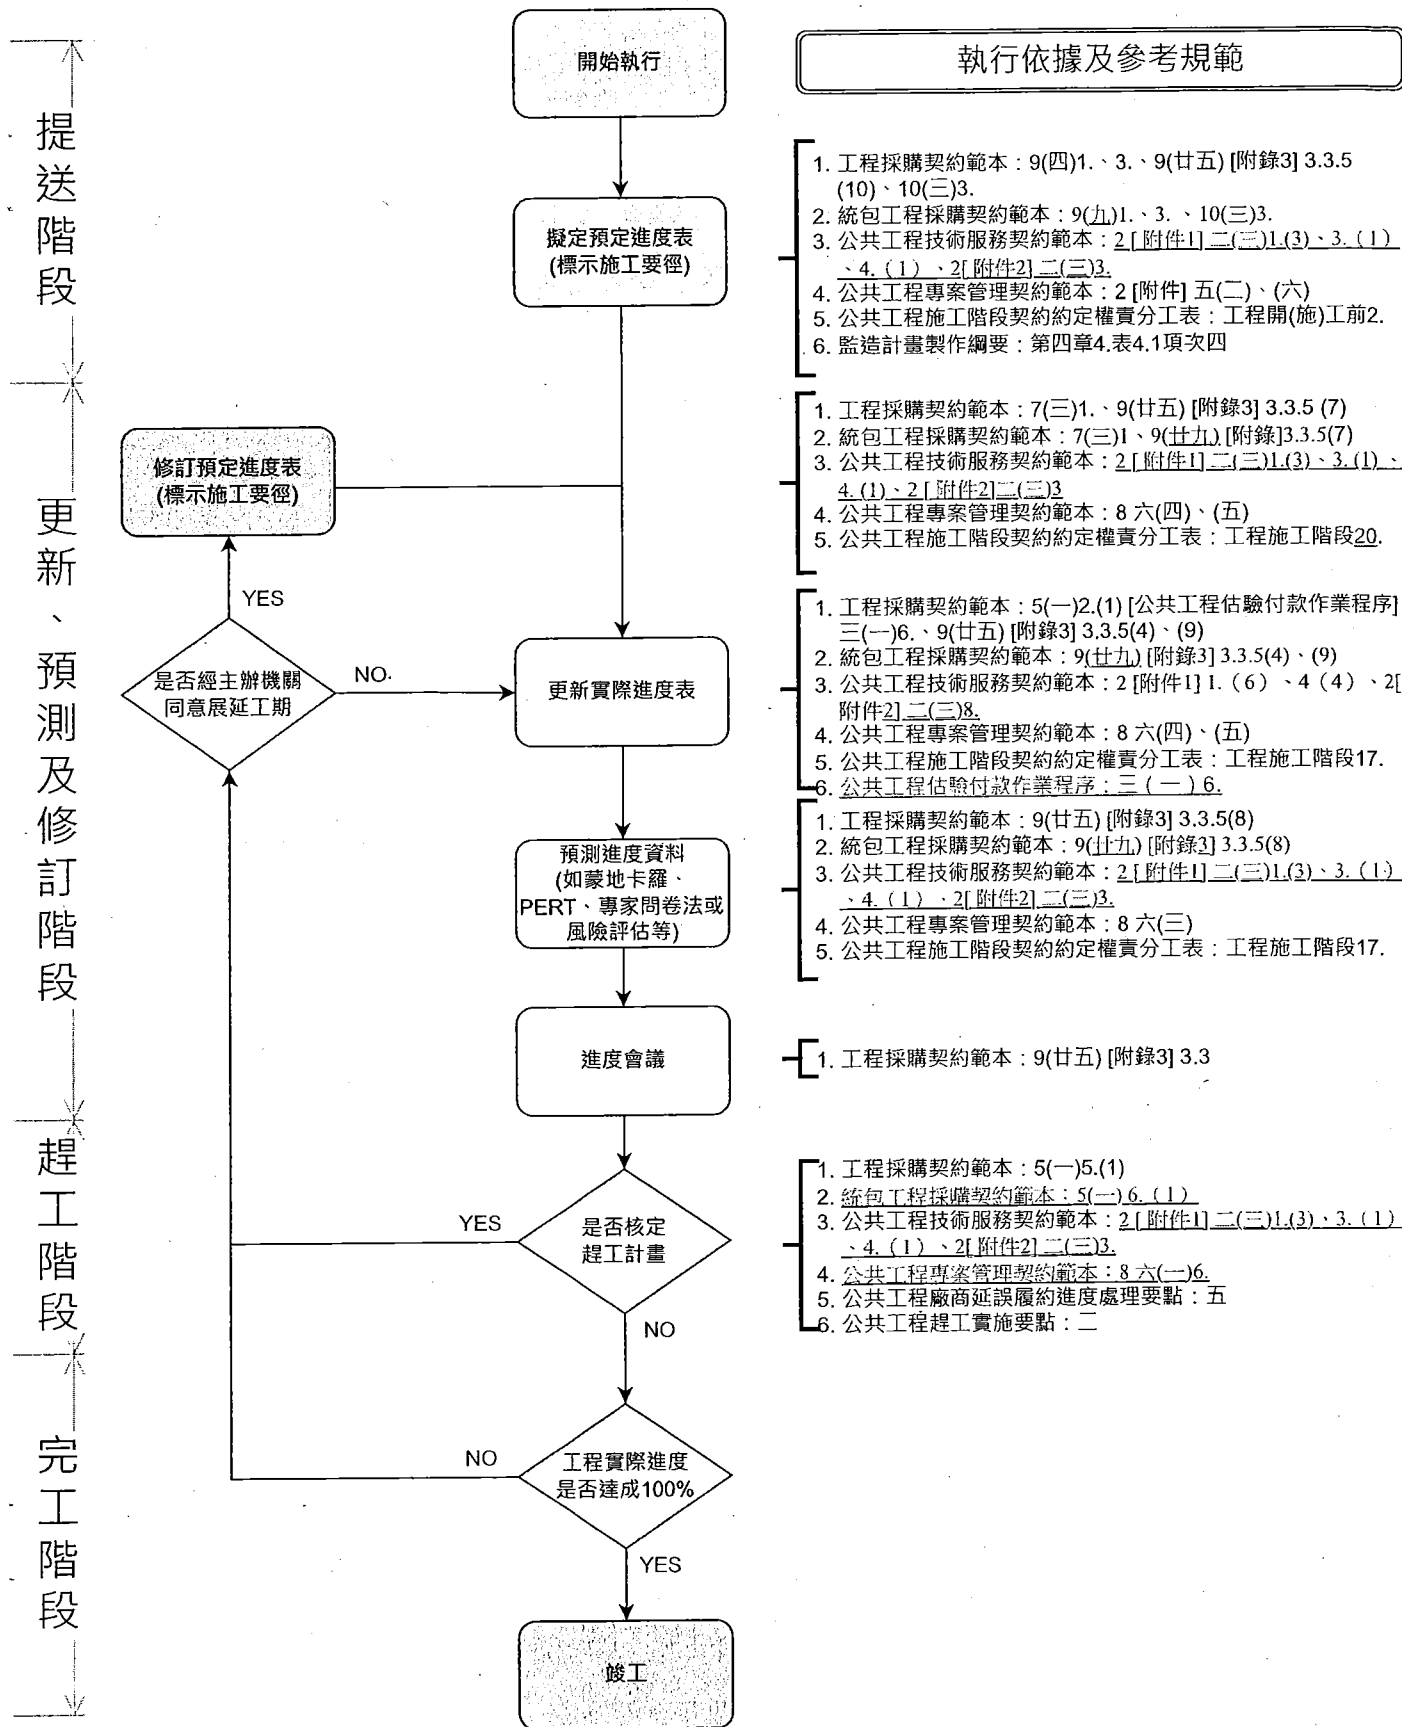 開始執行
執行依據及參考規範
提送階段
擬定預定進度表
(標示施工要徑)
1. 工程採購契約範本：9(四)1.、3.、9(廿五) [附錄3] 3.3.5
(10)、10(三)3.
2. 統包工程採購契約範本：9(九)1.、3. 、10(三)3.
3. 公共工程技術服務契約範本：2 [ 附件1] 二(三)1.(3)、3.（1）
、4.（1）、2[ 附件2] 二(三)3.
4. 公共工程專案管理契約範本：2 [附件] 五(二)、(六)
5. 公共工程施工階段契約約定權責分工表：工程開(施)工前2.
6. 監造計畫製作綱要：第四章4.表4.1項次四
更新、預測及修訂階段
修訂預定進度表
(標示施工要徑)
1. 工程採購契約範本：7(三)1.、9(廿五) [附錄3] 3.3.5 (7)
2. 統包工程採購契約範本：7(三)1、9(廿九) [附錄]3.3.5(7)
3. 公共工程技術服務契約範本：2 [ 附件1] 二(三)1.(3)、3. (1) 、
4. (1)、2 [ 附件2]二(三)3
4. 公共工程專案管理契約範本：8 六(四)、(五)
5. 公共工程施工階段契約約定權責分工表：工程施工階段20.
YES
是否經主辦機關
同意展延工期
NO.
更新實際進度表
1. 工程採購契約範本：5(一)2.(1) [公共工程估驗付款作業程序]
三(一)6.、9(廿五) [附錄3] 3.3.5(4)、(9)
2. 統包工程採購契約範本：9(廿九) [附錄3] 3.3.5(4)、(9)
3. 公共工程技術服務契約範本：2 [附件1] 1.（6）、4（4）、2[
附件2] 二(三)8.
4. 公共工程專案管理契約範本：8 六(四)、(五)
5. 公共工程施工階段契約約定權責分工表：工程施工階段17.
6. 公共工程估驗付款作業程序：三（一）6.
預測進度資料
(如蒙地卡羅、
PERT、專家問卷法或
風險評估等)
1. 工程採購契約範本：9(廿五) [附錄3] 3.3.5(8)
2. 統包工程採購契約範本：9(廿九) [附錄3] 3.3.5(8)
3. 公共工程技術服務契約範本：2 [ 附件1] 二(三)1.(3)、3.（1）
、4.（1）、2[ 附件2] 二(三)3.
4. 公共工程專案管理契約範本：8 六(三)
5. 公共工程施工階段契約約定權責分工表：工程施工階段17.
進度會議
1. 工程採購契約範本：9(廿五) [附錄3] 3.3
趕工階段
YES
是否核定
趕工計畫
NO
1. 工程採購契約範本：5(一)5.(1)
2. 統包工程採購契約範本：5(一) 6.（1）
3. 公共工程技術服務契約範本：2 [ 附件1] 二(三)1.(3)、3.（1）
、4.（1）、2[ 附件2] 二(三)3.
4. 公共工程專案管理契約範本：8 六(一)6.
5. 公共工程廠商延誤履約進度處理要點：五
6. 公共工程趕工實施要點：二
完工階段
NO
工程實際進度
是否達成100%
YES
竣工